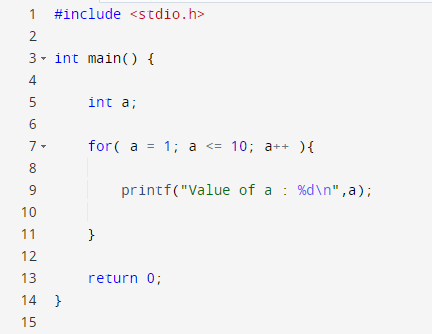 1 #include <stdio.h>
2
3 int main() {
4
5     int a;
6
7     for( a = 1; a <= 10; a++ ){
8
9         printf("Value of a : %d\n",a);
10
11     }
12
13     return 0;
14 }
15